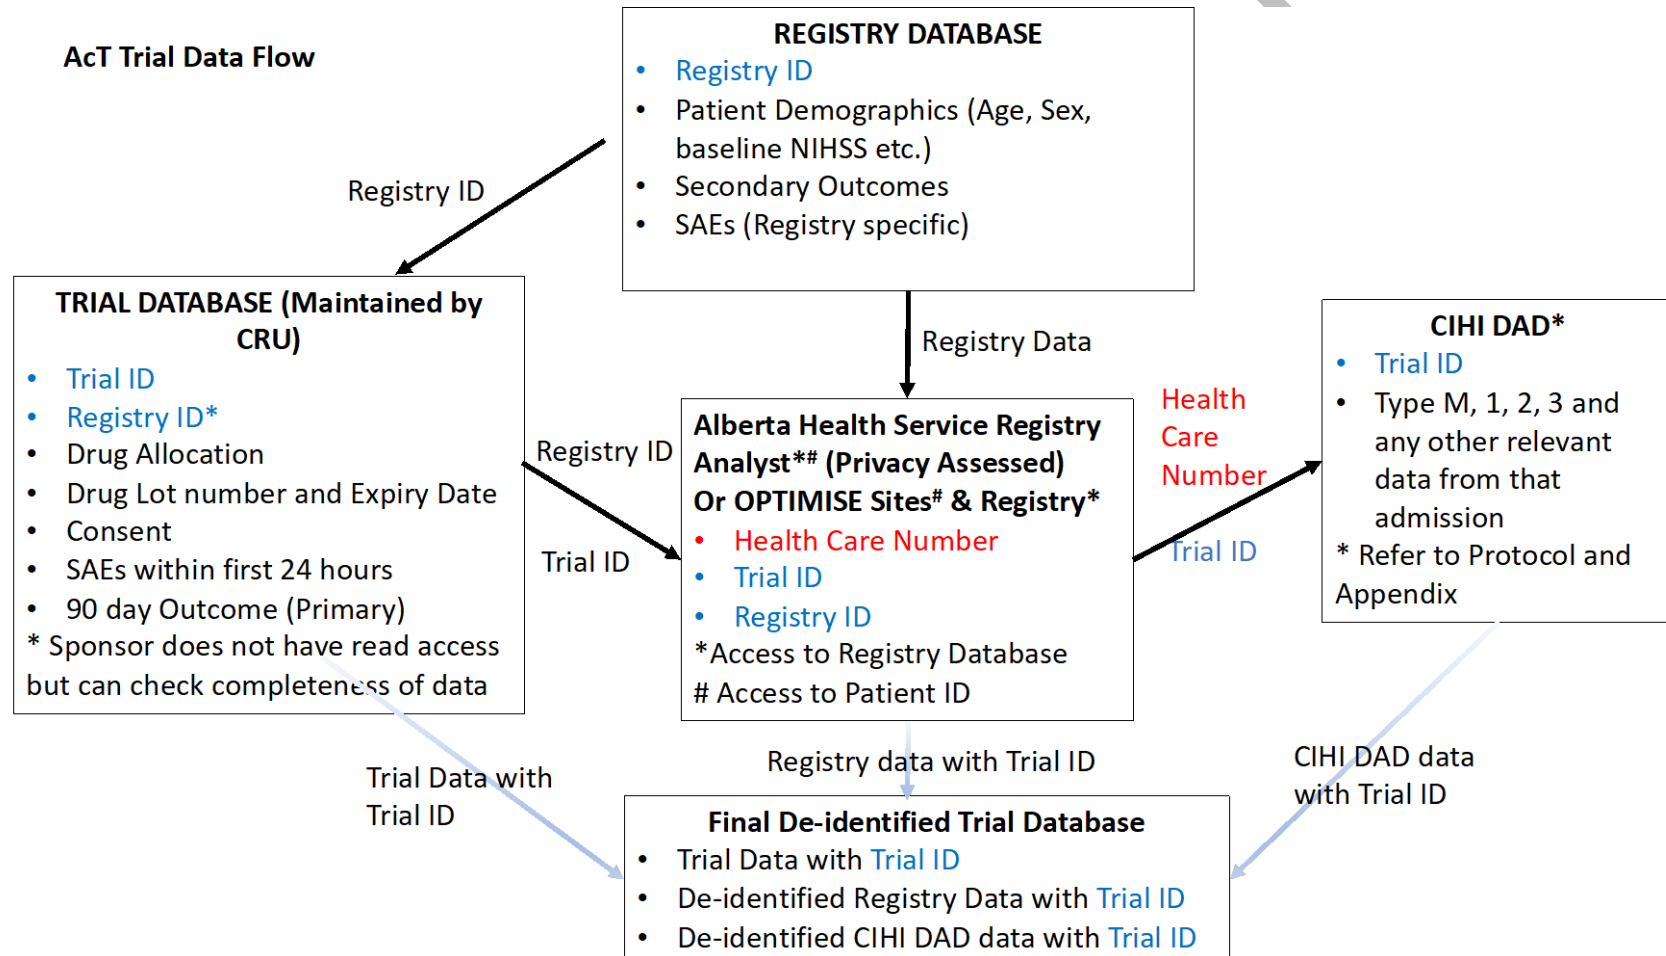 AcT Trial Data Flow
REGISTRY DATABASE
• Registry ID
• Patient Demographics (Age, Sex,
baseline NIHSS etc.)
• Secondary Outcomes
• SAEs (Registry specific)
Registry ID
Registry Data
TRIAL DATABASE (Maintained by
CRU)
• Trial ID
• Registry ID*
• Drug Allocation
• Drug Lot number and Expiry Date
• Consent
• SAEs within first 24 hours
• 90 day Outcome (Primary)
* Sponsor does not have read access
but can check completeness of data
Registry ID
Trial ID
Alberta Health Service Registry
Analyst*# (Privacy Assessed)
Or OPTIMISE Sites# & Registry*
• Health Care Number
• Trial ID
• Registry ID
*Access to Registry Database
# Access to Patient ID
Health
Care
Number
Trial ID
CIHI DAD*
• Trial ID
• Type M, 1, 2, 3 and
any other relevant
data from that
admission
* Refer to Protocol and
Appendix
Trial Data with
Trial ID
Registry data with Trial ID
CIHI DAD data
with Trial ID
Final De-identified Trial Database
• Trial Data with Trial ID
• De-identified Registry Data with Trial ID
• De-identified CIHI DAD data with Trial ID